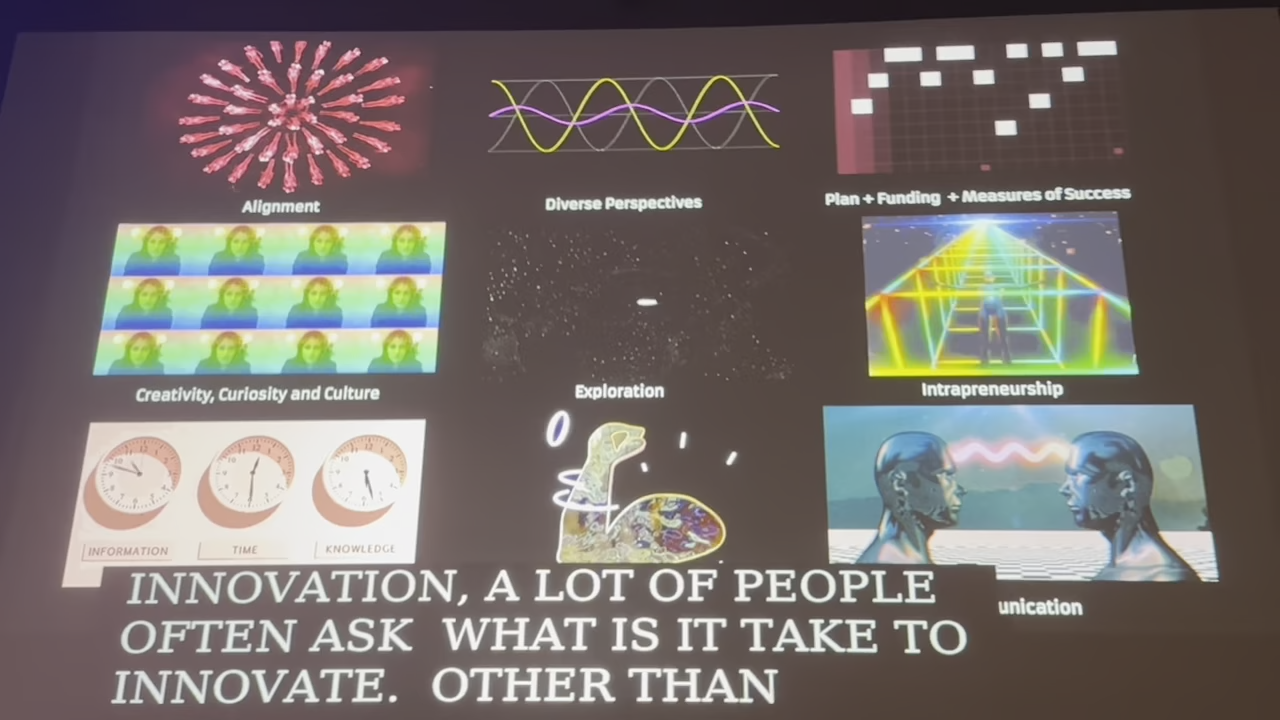 Alignment
Diverse Perspectives
Plan + Funding + Measures of Success
Creativity, Curiosity and Culture
Exploration
Intrapreneurship
INFORMATION
TIME
KNOWLEDGE
unication
INNOVATION, A LOT OF PEOPLE
OFTEN ASK WHAT IS IT TAKE TO
INNOVATE. OTHER THAN